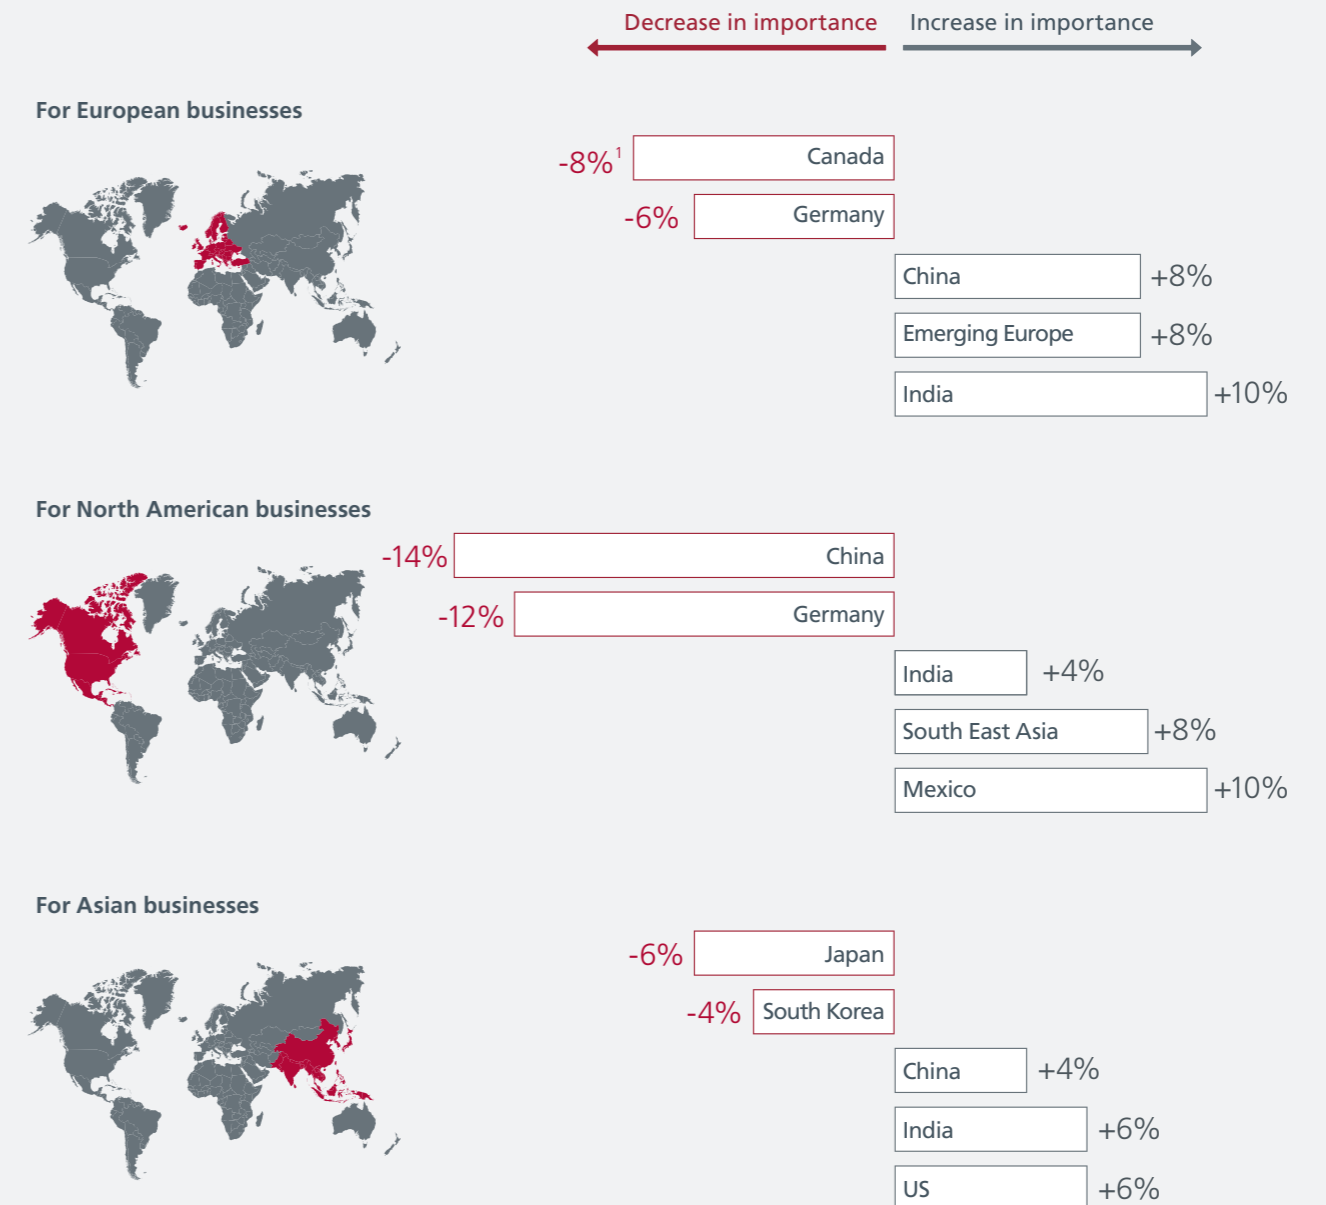 Decrease in importance
Increase in importance
For European businesses
-8%¹ Canada
-6% Germany
China +8%
Emerging Europe +8%
India +10%
For North American businesses
-14% China
-12% Germany
India +4%
South East Asia +8%
Mexico +10%
For Asian businesses
-6% Japan
-4% South Korea
China +4%
India +6%
US +6%